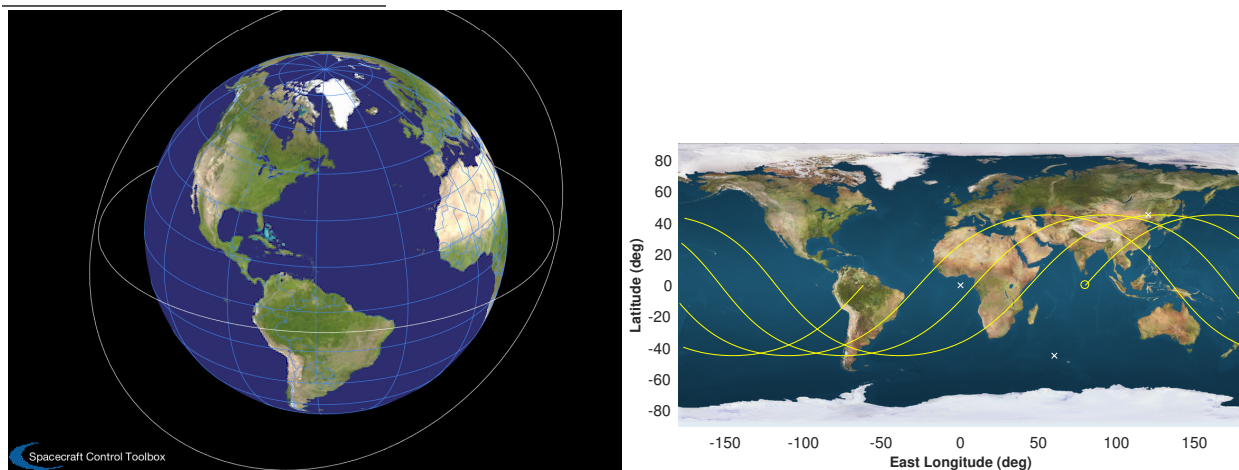 Spacecraft Control Toolbox
80
60
40
20
0
-20
-40
-60
-80
Latitude (deg)
-150 -100 -50 0 50 100 150
East Longitude (deg)